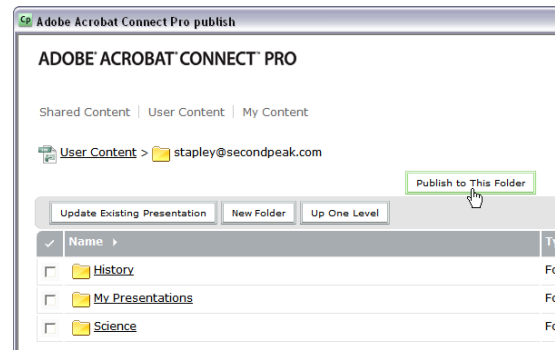 Cp Adobe Acrobat Connect Pro publish
ADOBE® ACROBAT® CONNECT™ PRO
Shared Content | User Content | My Content
User Content > stapley@secondpeak.com
Publish to This Folder
Update Existing Presentation New Folder Up One Level
Name
History
My Presentations
Science